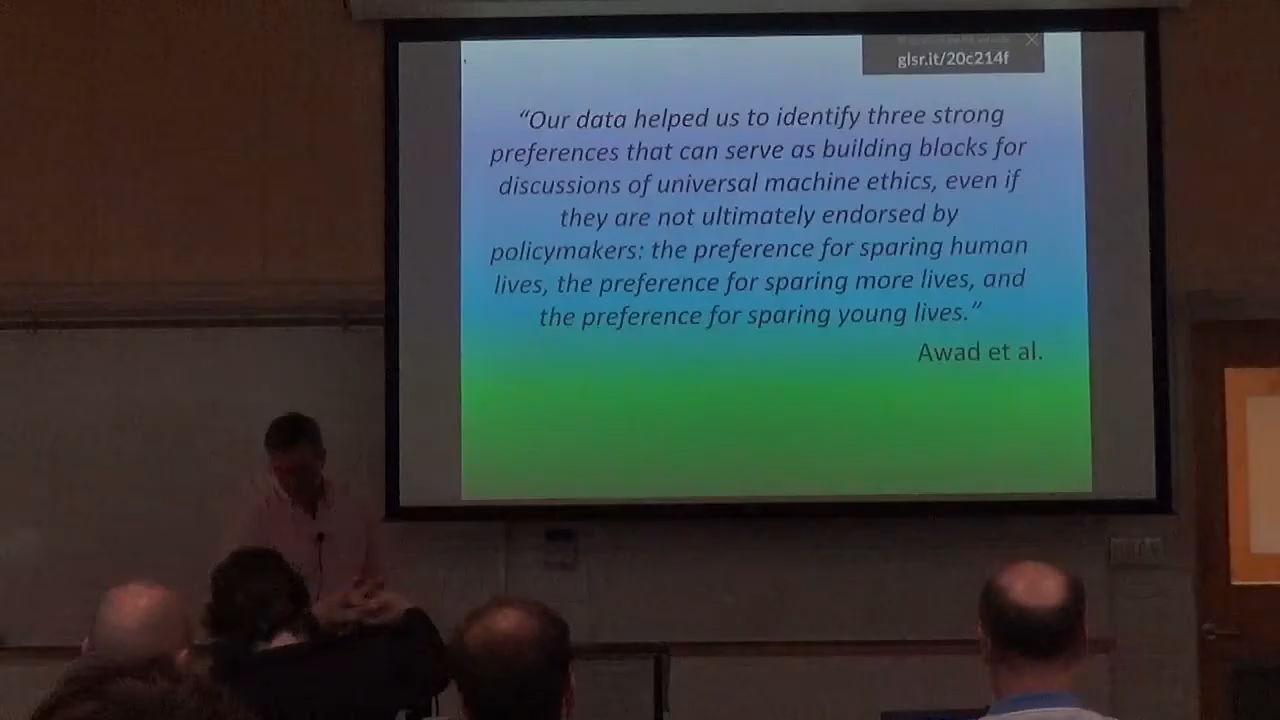 glsr.it/20c214f
“Our data helped us to identify three strong
preferences that can serve as building blocks for
discussions of universal machine ethics, even if
they are not ultimately endorsed by
policymakers: the preference for sparing human
lives, the preference for sparing more lives, and
the preference for sparing young lives.”
Awad et al.